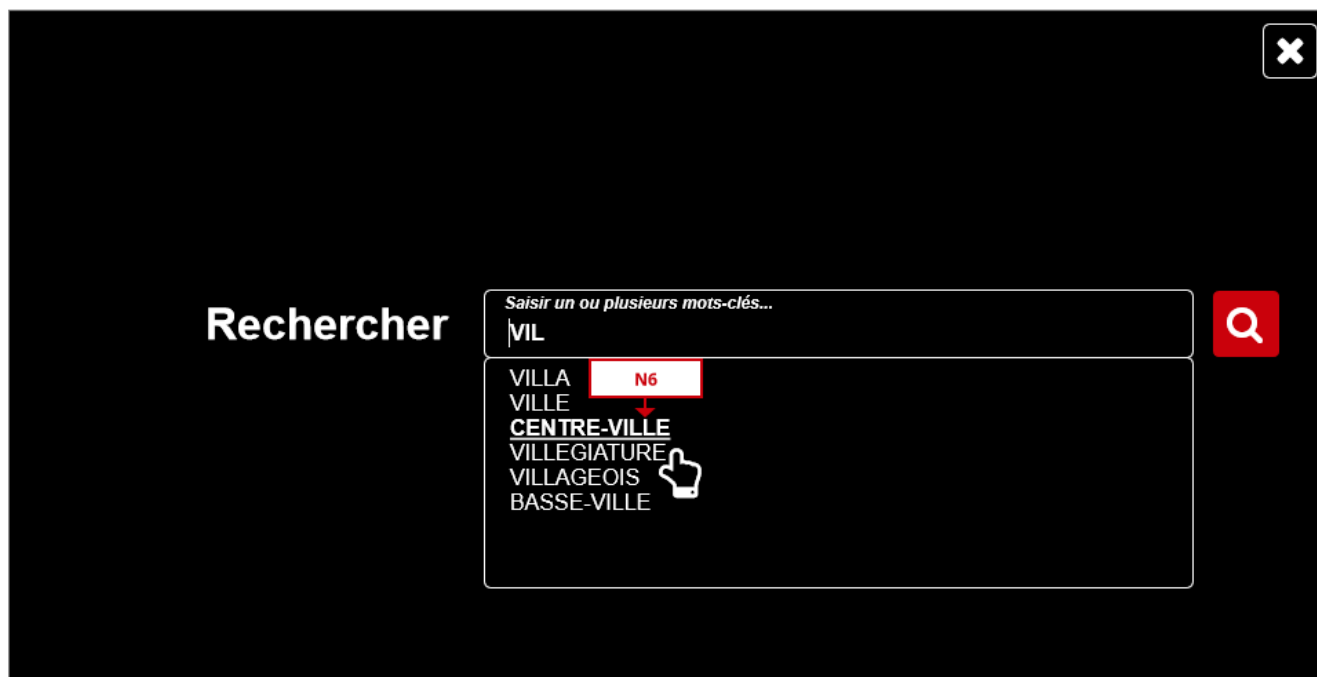 Rechercher
Saisir un ou plusieurs mots-clés...
VIL
VILLA
N6
VILLE
CENTRE-VILLE
VILLEGIATURE
VILLAGEOIS
BASSE-VILLE